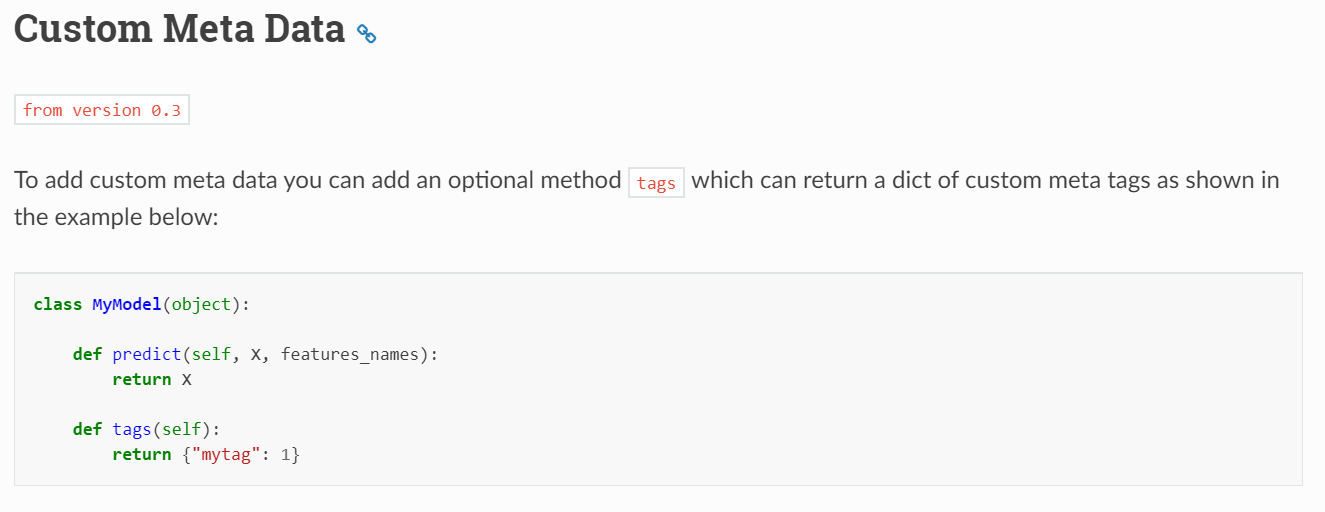 Custom Meta Data
from version 0.3
To add custom meta data you can add an optional method tags which can return a dict of custom meta tags as shown in
the example below:
class MyModel(object):
    def predict(self, X, features_names):
        return X
    def tags(self):
        return {"mytag": 1}